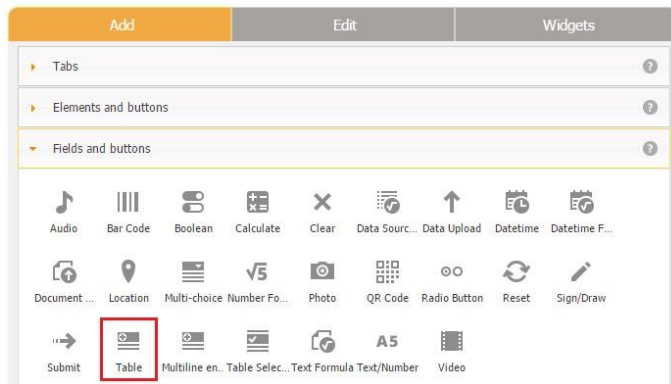 Add Edit Widgets
Tabs
Elements and buttons
Fields and buttons
Audio Bar Code Boolean Calculate Clear Data Sourc... Data Upload Datetime Datetime F...
Document ... Location Multi-choice Number Fo... Photo QR Code Radio Button Reset Sign/Draw
Submit Table Multiline en.. Table Selec... Text Formula Text/Number Video